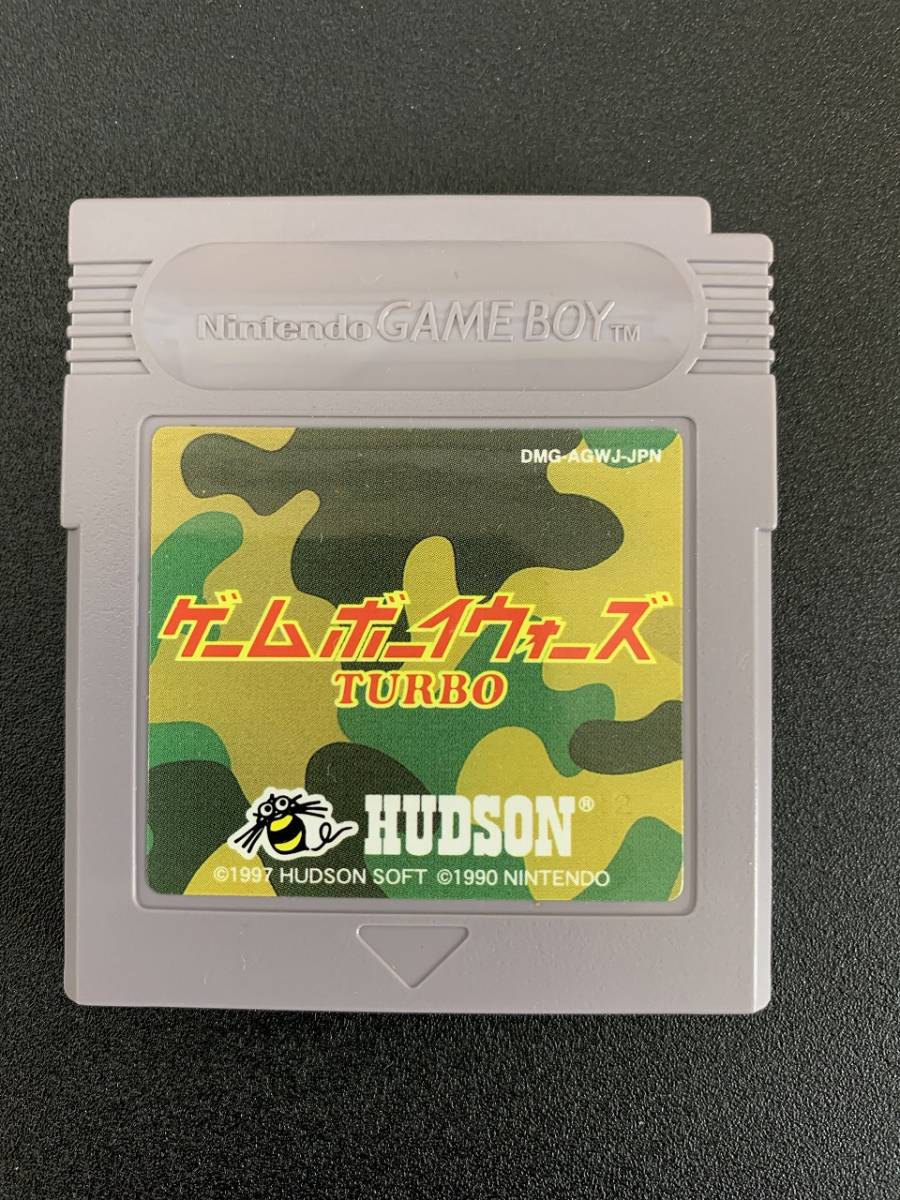 Nintendo GAME BOY™
DMG-AGWJ-JPN
ゲームボーイウォーズ
TURBO
HUDSON®
©1997 HUDSON SOFT ©1990 NINTENDO